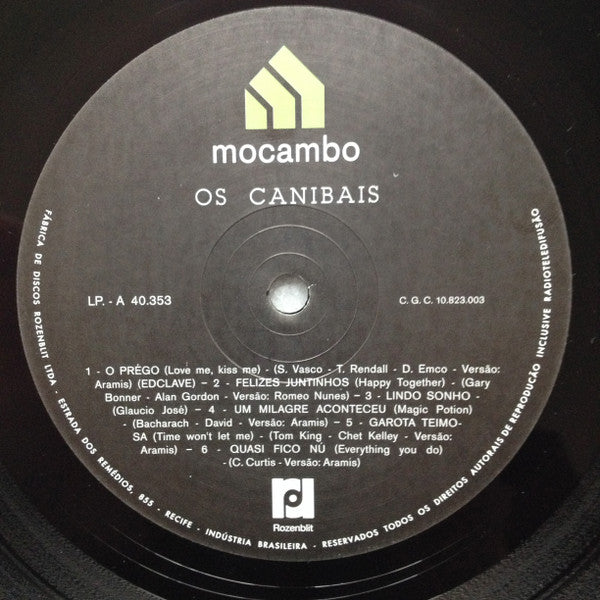 mocambo
OS CANIBAIS
LP. - A 40.353
C. G. C. 10.823.003
1 - O PRÉGO (Love me, kiss me) - (S. Vasco - T. Rendall - D. Emco - Versão:
Aramis) (EDCLAVE) — 2 - FELIZES JUNTINHOS (Happy Together) - (Gary
Bonner - Alan Gordon - Versão: Romeo Nunes) - 3 - LINDO SONHO -
(Glaucio José) - 4 - UM MILAGRE ACONTECEU (Magic Potion)
- (Bacharach - David - Versão: Aramis) - 5 - GAROTA TEIMO-
SA (Time won't let me) - (Tom King - Chet Kelley - Versão:
Aramis) — 6 - QUASI FICO NÚ (Everything you do)
- (C. Curtis - Versão: Aramis)
Rozenblit
FÁBRICA DE DISCOS ROZENBLIT LTDA. - ESTRADA DOS REMÉDIOS, 855 - RECIFE - INDÚSTRIA BRASILEIRA - RESERVADOS TODOS OS DIREITOS AUTORAIS DE REPRODUCÃO INCLUSIVE RADIOTELEDIFUSÃO